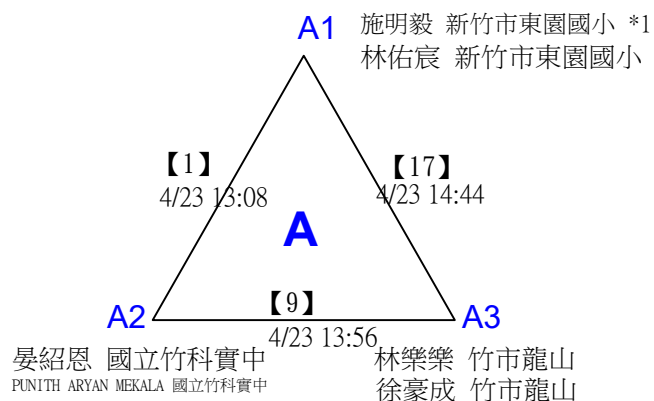 A1
施明毅 新竹市東園國小 *1
林佑宸 新竹市東園國小
【1】
4/23 13:08
【17】
4/23 14:44
A
【9】
4/23 13:56
A2
A3
晏紹恩 國立竹科實中
PUNITH ARYAN MEKALA 國立竹科實中
林樂樂 竹市龍山
徐豪成 竹市龍山